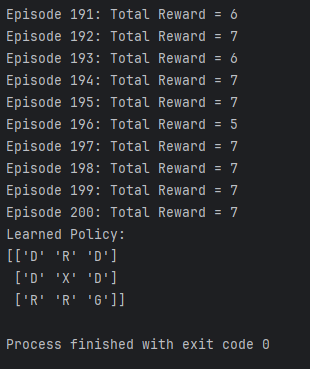 Episode 191: Total Reward = 6
Episode 192: Total Reward = 7
Episode 193: Total Reward = 6
Episode 194: Total Reward = 7
Episode 195: Total Reward = 7
Episode 196: Total Reward = 5
Episode 197: Total Reward = 7
Episode 198: Total Reward = 7
Episode 199: Total Reward = 7
Episode 200: Total Reward = 7
Learned Policy:
[['D' 'R' 'D']
 ['D' 'X' 'D']
 ['R' 'R' 'G']]
Process finished with exit code 0